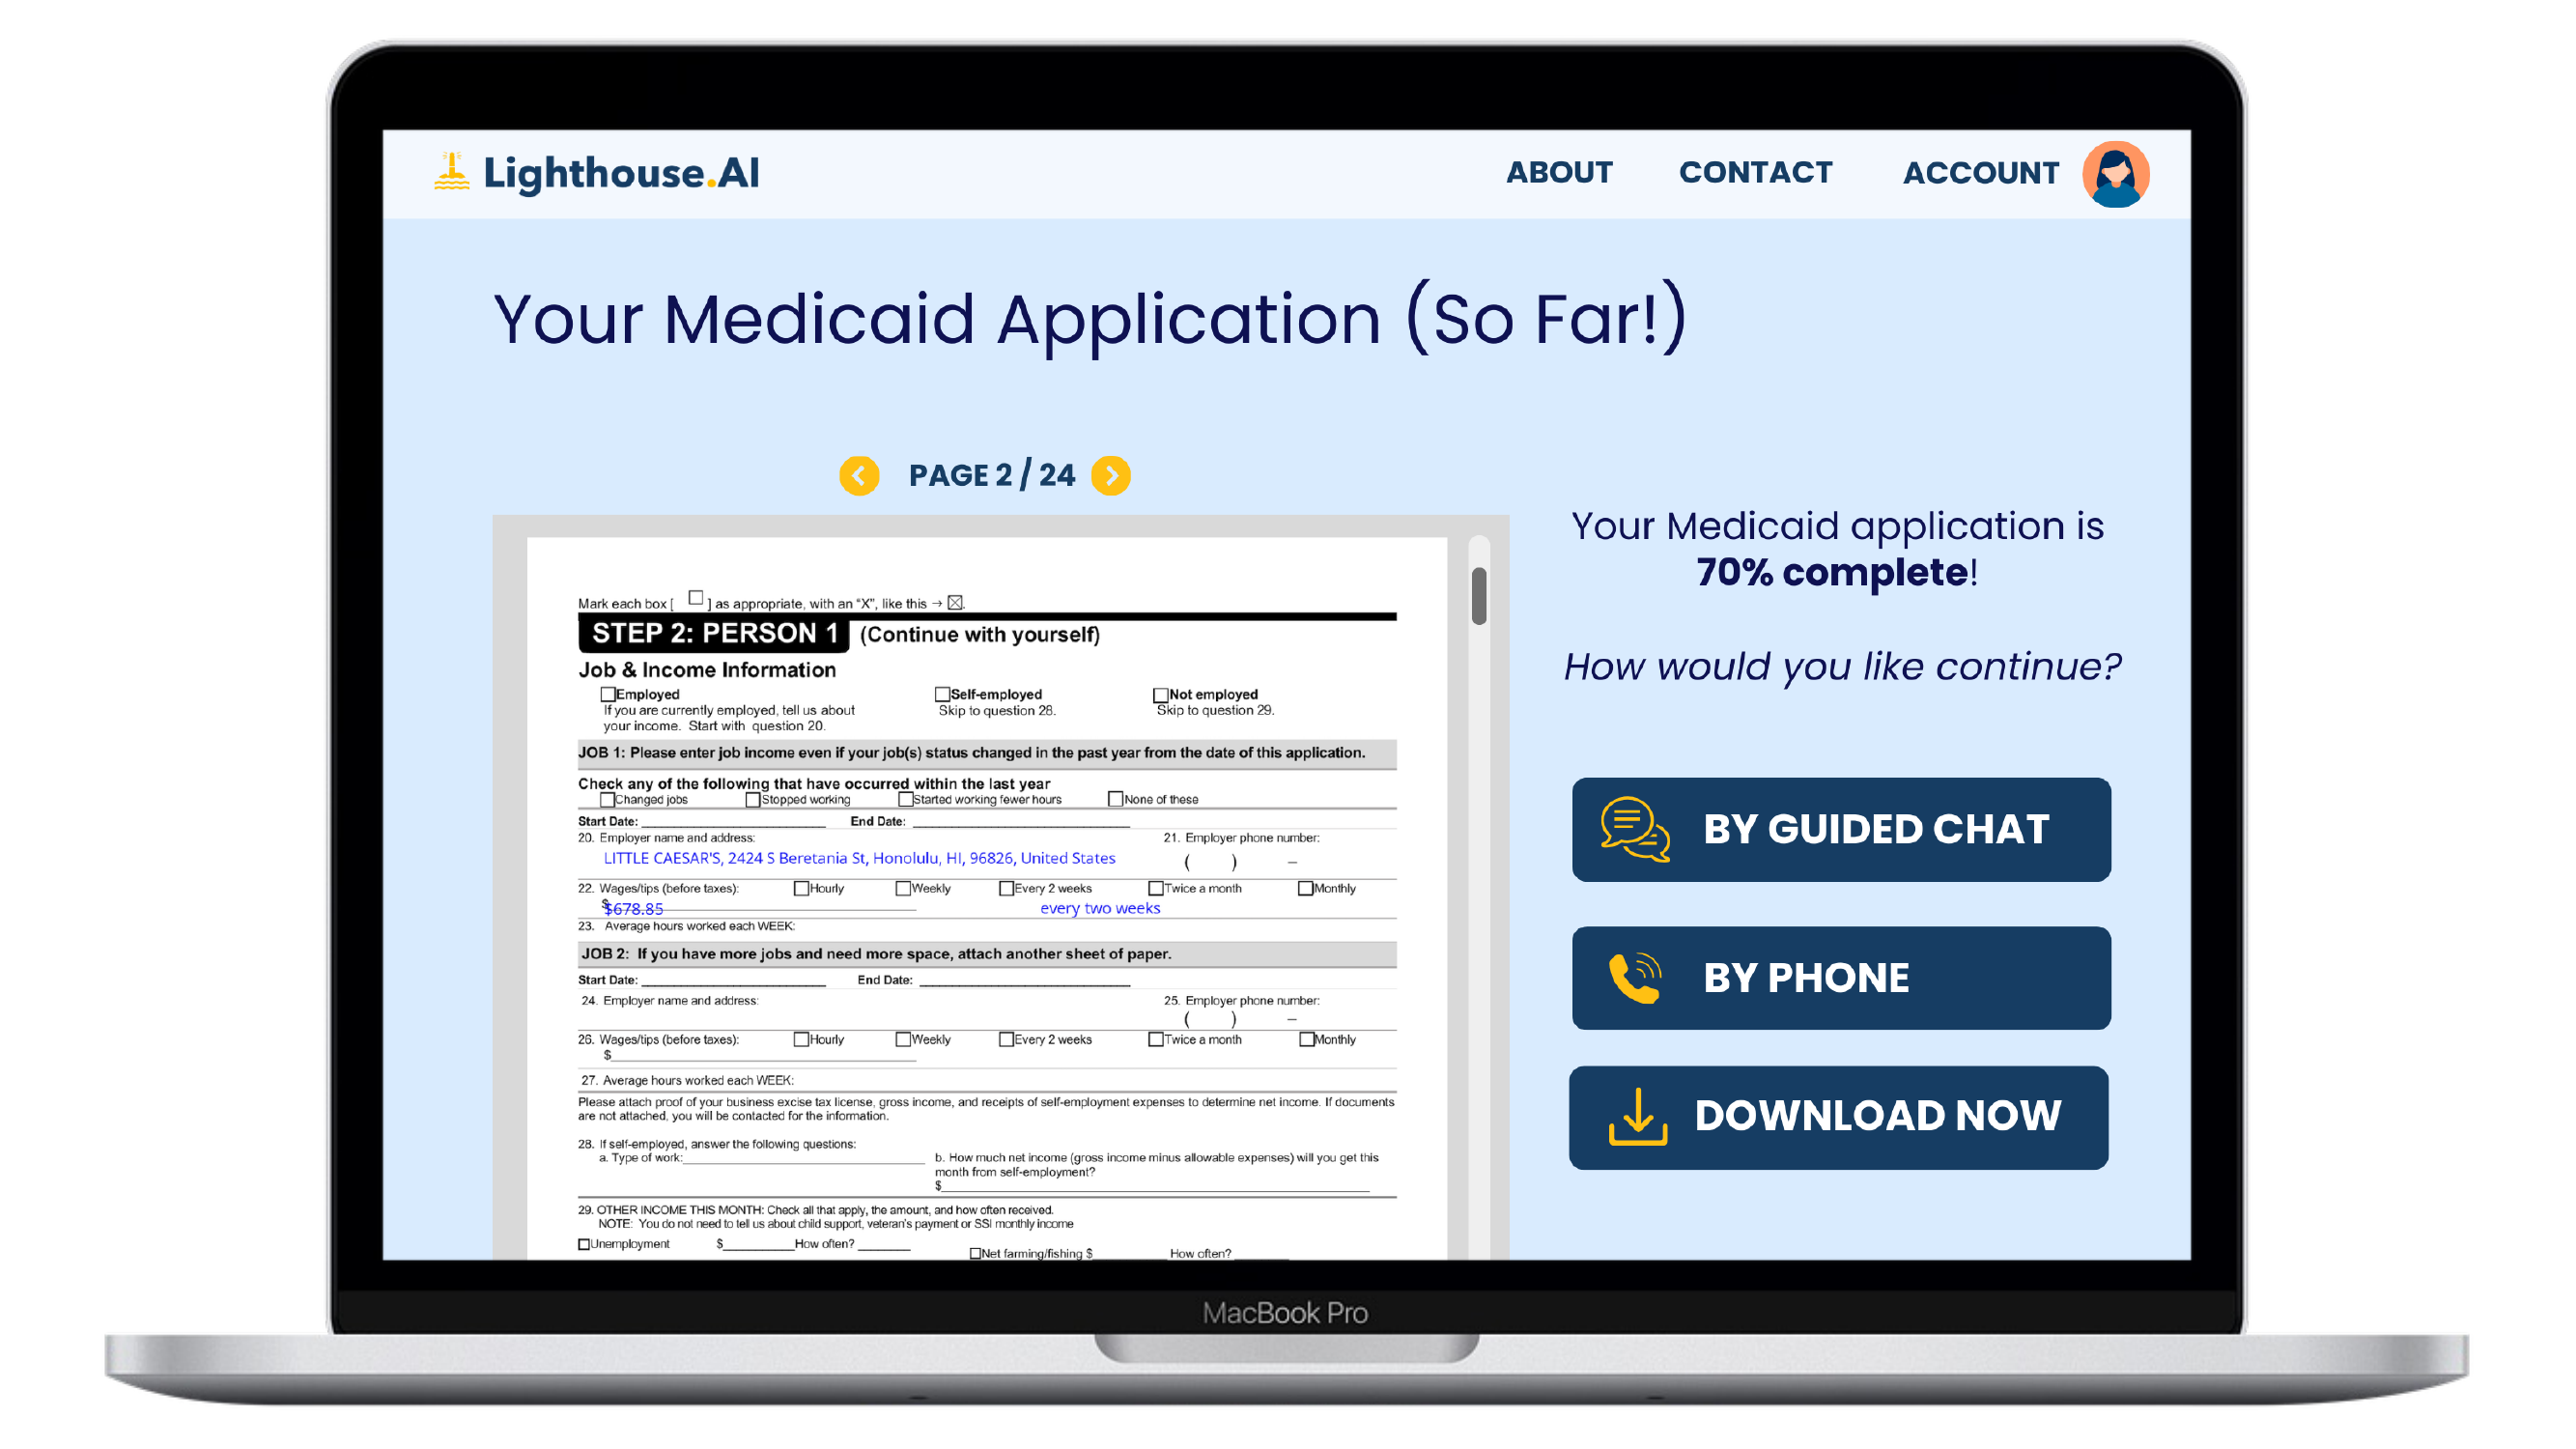 Lighthouse.AI
ABOUT CONTACT ACCOUNT
Your Medicaid Application (So Far!)
PAGE 2 / 24
Mark each box [ ☐ ] as appropriate, with an “X”, like this → ☒.
STEP 2: PERSON 1 (Continue with yourself)
Job & Income Information
☐Employed ☐Self-employed ☐Not employed
If you are currently employed, tell us about Skip to question 28. Skip to question 29.
your income. Start with question 20.
JOB 1: Please enter job income even if your job(s) status changed in the past year from the date of this application.
Check any of the following that have occurred within the last year
☐Changed jobs ☐Stopped working ☐Started working fewer hours ☐None of these
Start Date: ____ End Date: ____
20. Employer name and address: 21. Employer phone number:
LITTLE CAESAR'S, 2424 S Beretania St, Honolulu, HI, 96826, United States ( ) –
22. Wages/tips (before taxes): ☐Hourly ☐Weekly ☐Every 2 weeks ☐Twice a month ☐Monthly
$ $678.85 every two weeks
23. Average hours worked each WEEK:
JOB 2: If you have more jobs and need more space, attach another sheet of paper.
Start Date: ____ End Date: ____
24. Employer name and address: 25. Employer phone number:
( ) –
26. Wages/tips (before taxes): ☐Hourly ☐Weekly ☐Every 2 weeks ☐Twice a month ☐Monthly
$____
27. Average hours worked each WEEK:
Please attach proof of your business excise tax license, gross income, and receipts of self-employment expenses to determine net income. If documents
are not attached, you will be contacted for the information.
28. If self-employed, answer the following questions:
a. Type of work:____ b. How much net income (gross income minus allowable expenses) will you get this
month from self-employment?
$____
29. OTHER INCOME THIS MONTH: Check all that apply, the amount, and how often received.
NOTE: You do not need to tell us about child support, veteran's payment or SSI monthly income
☐Unemployment $____How often? ____
☐Net farming/fishing $____ How often?____
Your Medicaid application is
70% complete!
How would you like continue?
BY GUIDED CHAT
BY PHONE
DOWNLOAD NOW
MacBook Pro